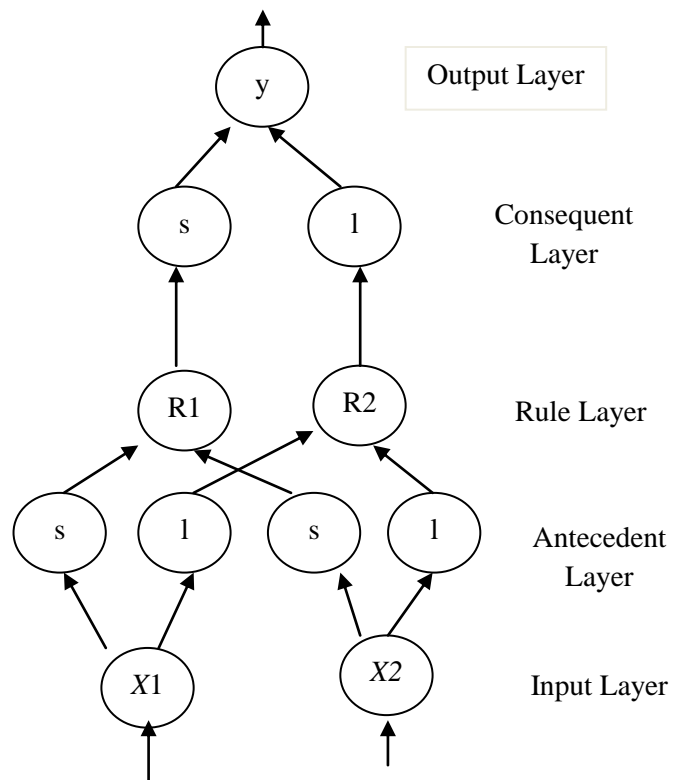 y
Output Layer
s
l
Consequent
Layer
R1
R2
Rule Layer
s
l
s
l
Antecedent
Layer
X1
X2
Input Layer